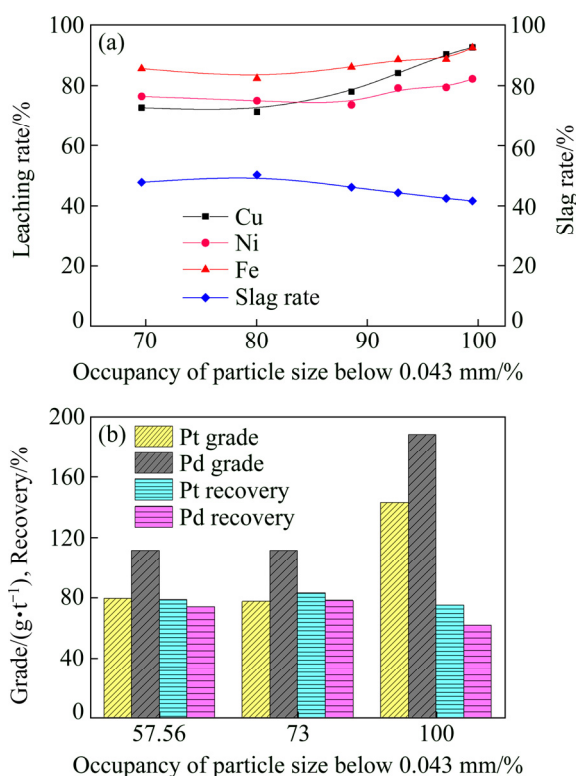 (a)
100
80
60
40
20
0
Leaching rate/%
Cu
Ni
Fe
Slag rate
100
80
60
40
20
0
Slag rate/%
70 80 90 100
Occupancy of particle size below 0.043 mm/%
(b)
200
160
120
80
40
0
Grade/(g·t⁻¹), Recovery/%
Pt grade
Pd grade
Pt recovery
Pd recovery
57.56 73 100
Occupancy of particle size below 0.043 mm/%